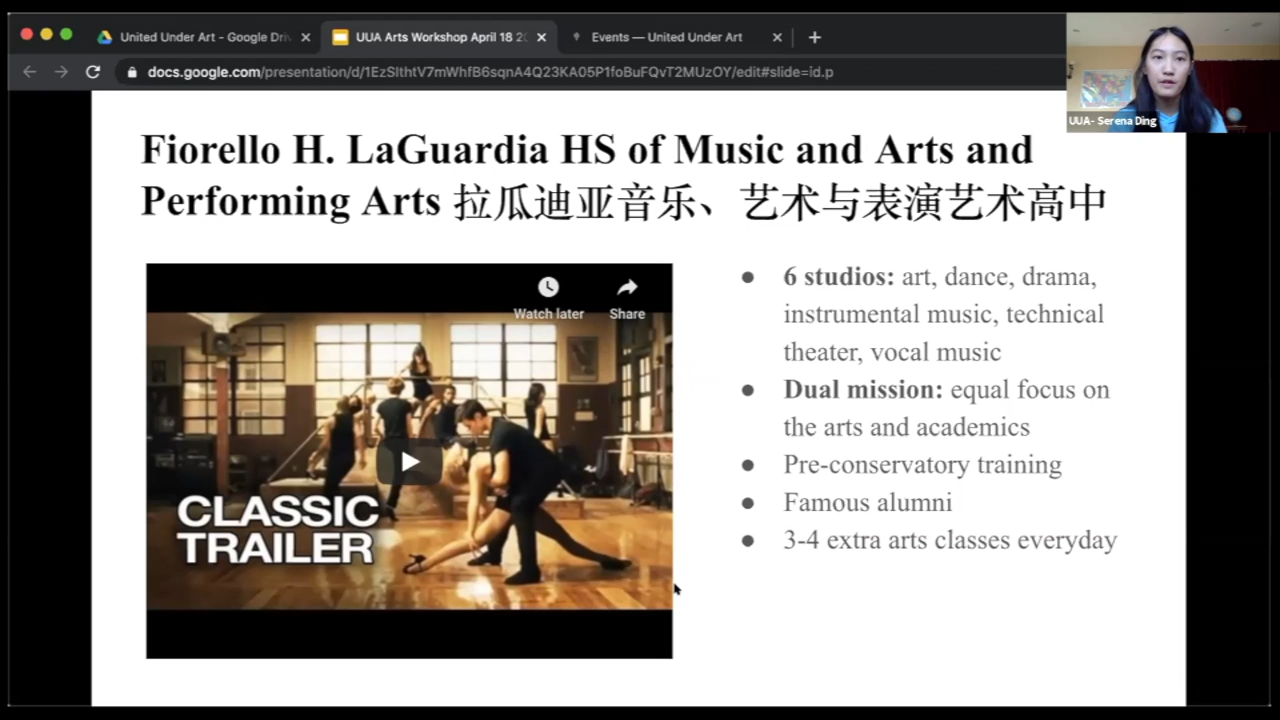 United Under Art - Google Dri
UUA Arts Workshop April 18 2
Events — United Under Art
docs.google.com/presentation/d/1EzSIthtV7mWhfB6sqnA4Q23KA05P1foBuFQvT2MUzOY/edit#slide=id.p
UUA- Serena Ding
Fiorello H. LaGuardia HS of Music and Arts and
Performing Arts 拉瓜迪亚音乐、艺术与表演艺术高中
Watch later
Share
CLASSIC
TRAILER
● 6 studios: art, dance, drama,
instrumental music, technical
theater, vocal music
● Dual mission: equal focus on
the arts and academics
● Pre-conservatory training
● Famous alumni
● 3-4 extra arts classes everyday